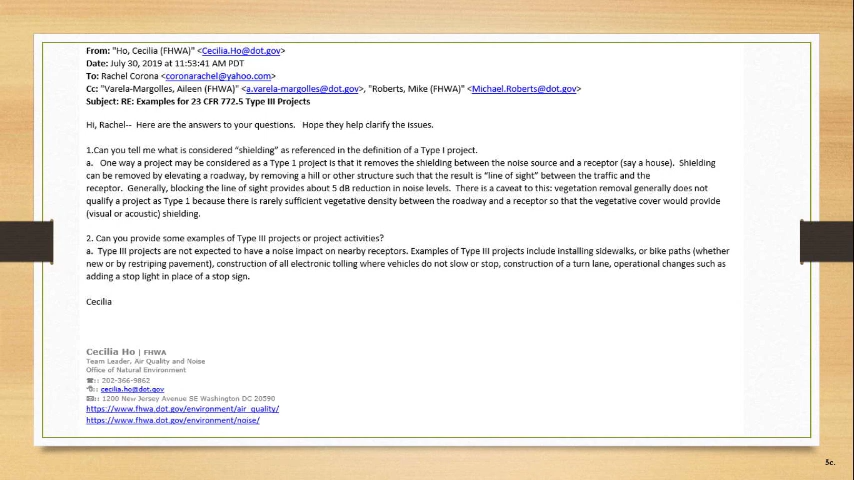 From: "Ho, Cecilia (FHWA)" <Cecilia.Ho@dot.gov>
Date: July 30, 2019 at 11:53:41 AM PDT
To: Rachel Corona <coronarachel@yahoo.com>
Cc: "Varela-Margolles, Aileen (FHWA)" <a.varela-margolles@dot.gov>, "Roberts, Mike (FHWA)" <Michael.Roberts@dot.gov>
Subject: RE: Examples for 23 CFR 772.5 Type III Projects
Hi, Rachel-- Here are the answers to your questions. Hope they help clarify the issues.
1.Can you tell me what is considered "shielding" as referenced in the definition of a Type I project.
a. One way a project may be considered as a Type 1 project is that it removes the shielding between the noise source and a receptor (say a house). Shielding
can be removed by elevating a roadway, by removing a hill or other structure such that the result is "line of sight" between the traffic and the
receptor. Generally, blocking the line of sight provides about 5 dB reduction in noise levels. There is a caveat to this: vegetation removal generally does not
qualify a project as Type 1 because there is rarely sufficient vegetative density between the roadway and a receptor so that the vegetative cover would provide
(visual or acoustic) shielding.
2. Can you provide some examples of Type III projects or project activities?
a. Type III projects are not expected to have a noise impact on nearby receptors. Examples of Type III projects include installing sidewalks, or bike paths (whether
new or by restriping pavement), construction of all electronic tolling where vehicles do not slow or stop, construction of a turn lane, operational changes such as
adding a stop light in place of a stop sign.
Cecilia
Cecilia Ho | FHWA
Team Leader, Air Quality and Noise
Office of Natural Environment
☎:: 202-366-9862
:: cecilia.ho@dot.gov
:: 1200 New Jersey Avenue SE Washington DC 20590
https://www.fhwa.dot.gov/environment/air_quality/
https://www.fhwa.dot.gov/environment/noise/
5c.